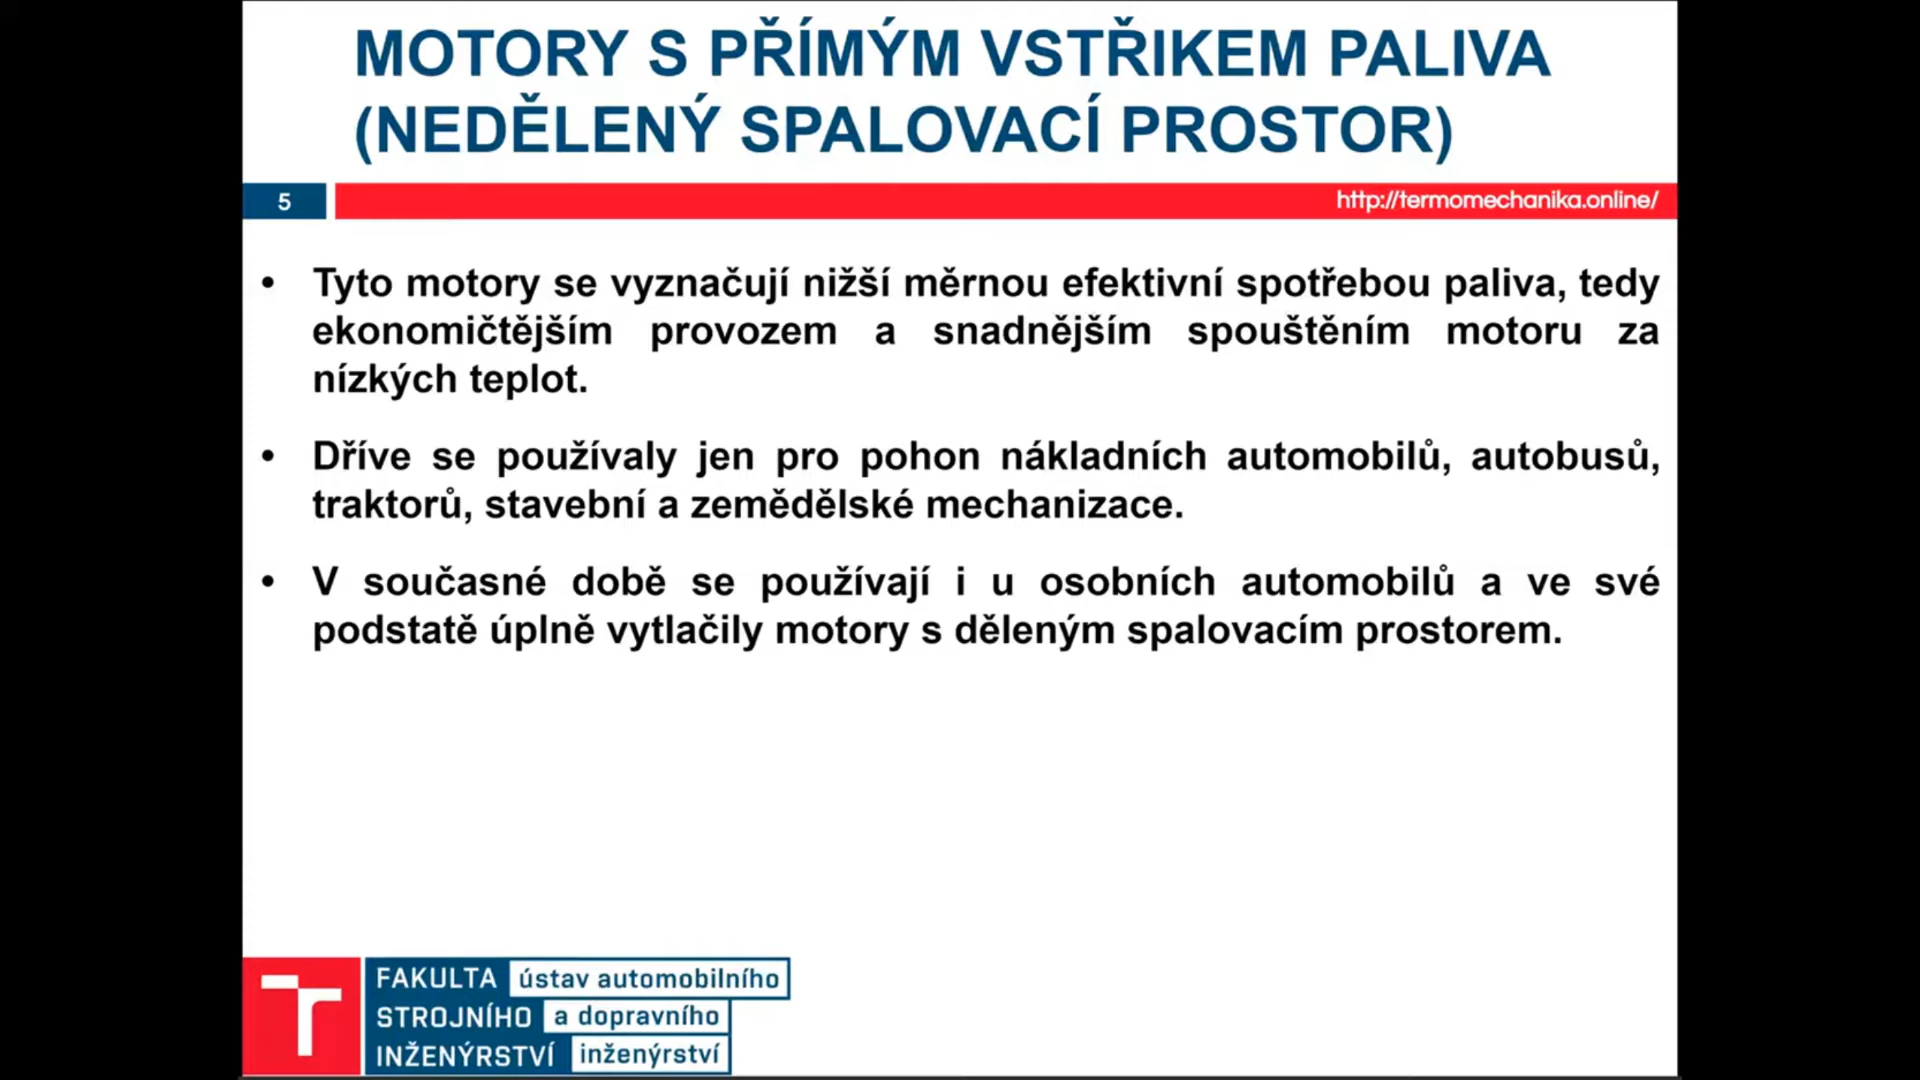 MOTORY S PŘÍMÝM VSTŘIKEM PALIVA
(NEDĚLENÝ SPALOVACÍ PROSTOR)
5
http://termomechanika.online/
• Tyto motory se vyznačují nižší měrnou efektivní spotřebou paliva, tedy
ekonomičtějším provozem a snadnějším spouštěním motoru za
nízkých teplot.
• Dříve se používaly jen pro pohon nákladních automobilů, autobusů,
traktorů, stavební a zemědělské mechanizace.
• V současné době se používají i u osobních automobilů a ve své
podstatě úplně vytlačily motory s děleným spalovacím prostorem.
FAKULTA ústav automobilního
STROJNÍHO a dopravního
INŽENÝRSTVÍ inženýrství